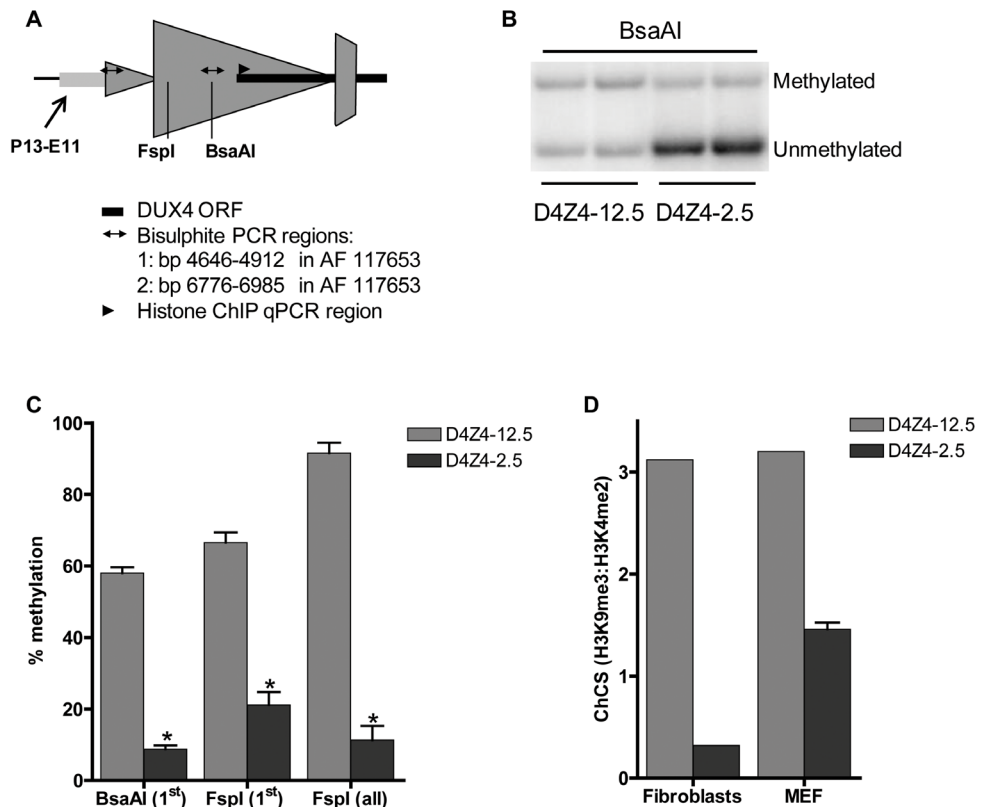 A
P13-E11
FspI
BsaAI
DUX4 ORF
Bisulphite PCR regions:
1: bp 4646-4912 in AF 117653
2: bp 6776-6985 in AF 117653
Histone ChIP qPCR region
B
BsaAI
Methylated
Unmethylated
D4Z4-12.5 D4Z4-2.5
C
D4Z4-12.5
D4Z4-2.5
% methylation
100
80
60
40
20
0
* * *
BsaAI (1st) FspI (1st) FspI (all)
D
D4Z4-12.5
D4Z4-2.5
ChCS (H3K9me3:H3K4me2)
3
2
1
0
Fibroblasts MEF